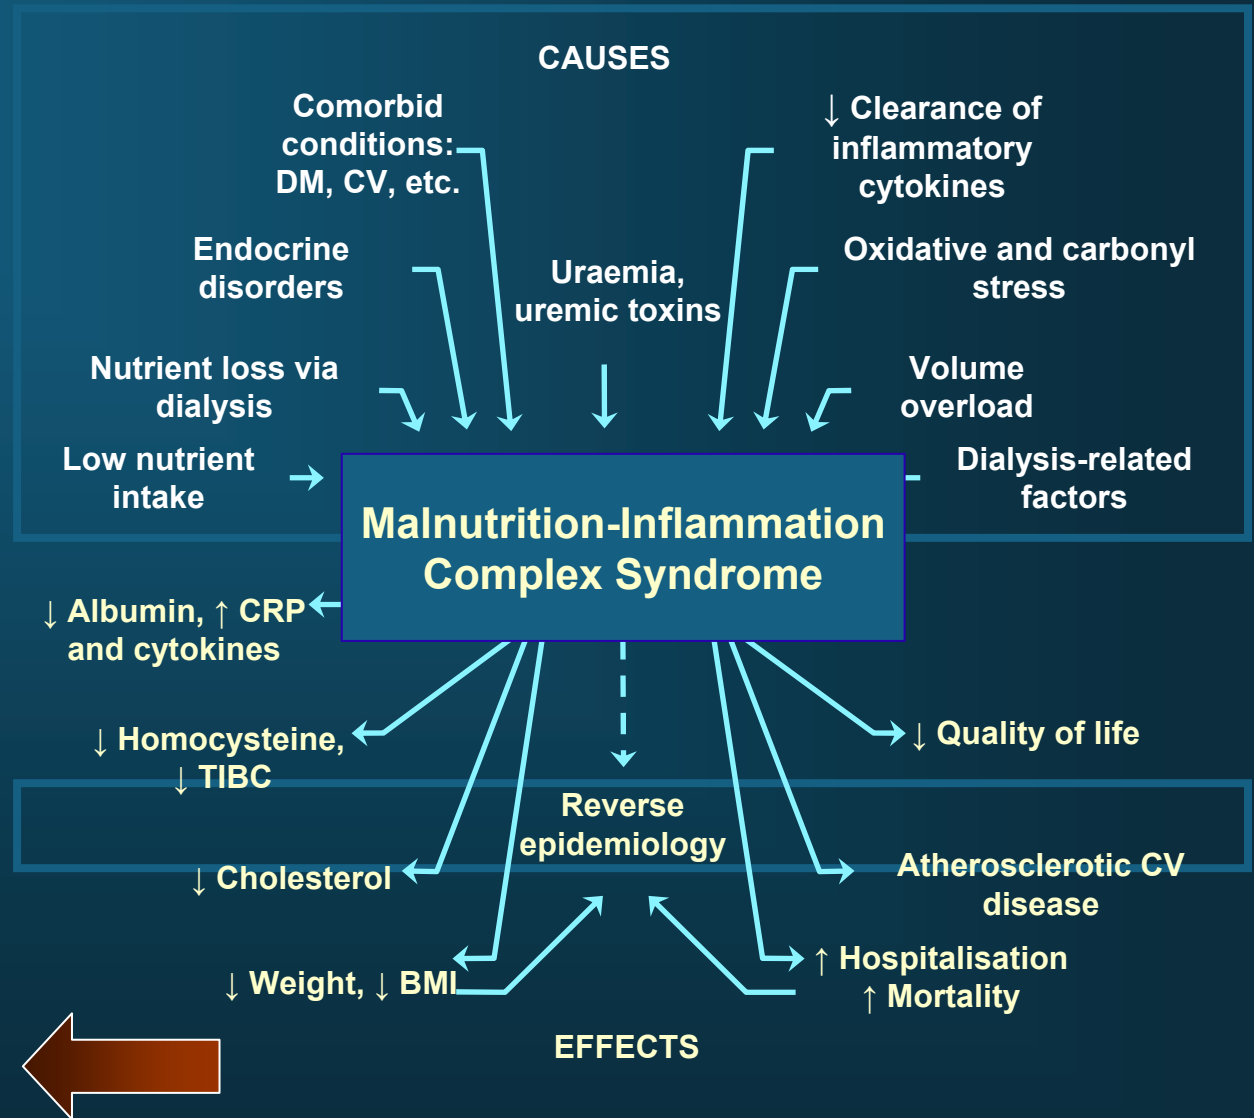 CAUSES
Comorbid
conditions:
DM, CV, etc.
↓ Clearance of
inflammatory
cytokines
Endocrine
disorders
Uraemia,
uremic toxins
Oxidative and carbonyl
stress
Nutrient loss via
dialysis
Volume
overload
Low nutrient
intake
Dialysis-related
factors
Malnutrition-Inflammation
Complex Syndrome
↓ Albumin, ↑ CRP
and cytokines
↓ Homocysteine,
↓ TIBC
↓ Quality of life
Reverse
epidemiology
↓ Cholesterol
Atherosclerotic CV
disease
↓ Weight, ↓ BMI
↑ Hospitalisation
↑ Mortality
EFFECTS